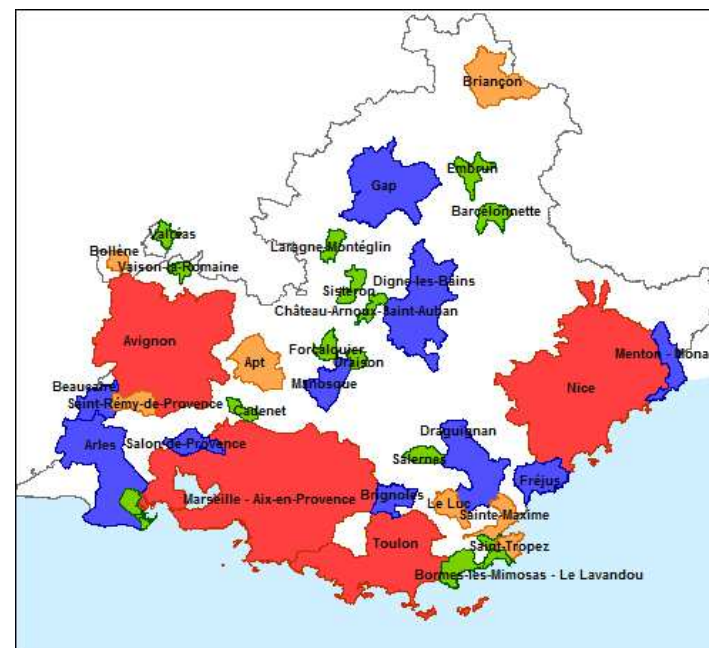 Briançon
Embrun
Gap
Barcelonnette
Valréas
Laragne-Montéglin
Bollène
Vaison-la-Romaine
Digne-les-Bains
Sisteron
Château-Arnoux-Saint-Auban
Avignon
Forcalquier
Oraison
Apt
Menton - Mona
Manosque
Nice
Beaucaire
Saint-Rémy-de-Provence
Cadenet
Draguignan
Arles
Salon-de-Provence
Salernes
Fréjus
Marseille - Aix-en-Provence
Brignoles
Le Luc
Sainte-Maxime
Toulon
Saint-Tropez
Bormes-les-Mimosas - Le Lavandou